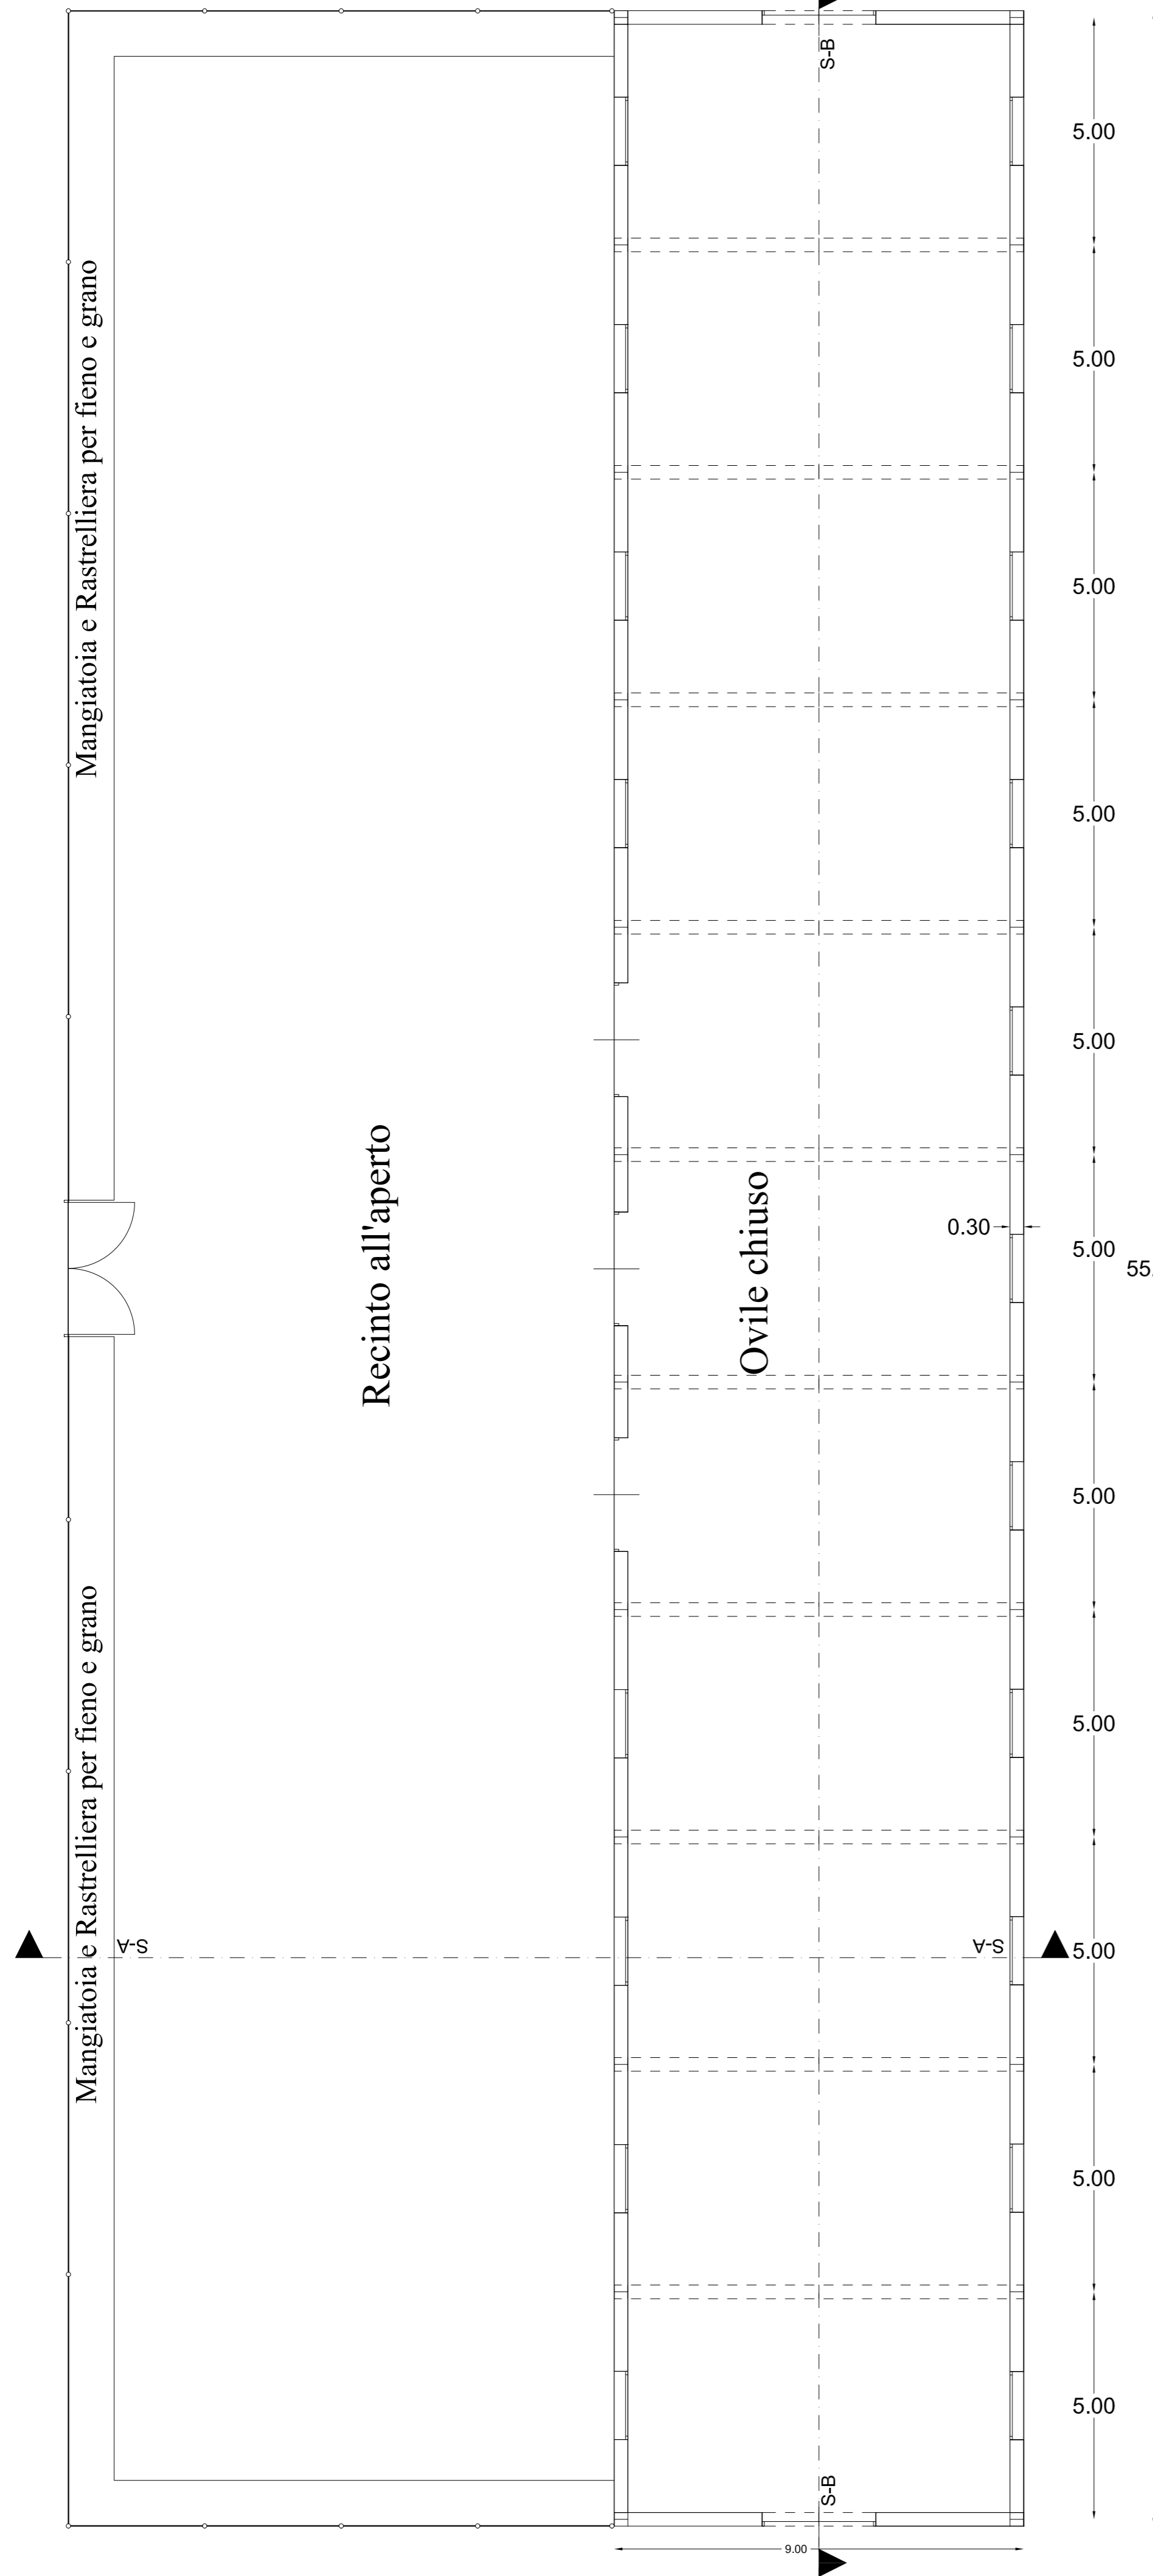 S-B
5.00
5.00
Mangiatoia e Rastrelliera per fieno e grano
5.00
5.00
5.00
Recinto all'aperto
Ovile chiuso
0.30
5.00
55.
5.00
Mangiatoia e Rastrelliera per fieno e grano
5.00
S-A
S-A
5.00
5.00
5.00
S-B
9.00